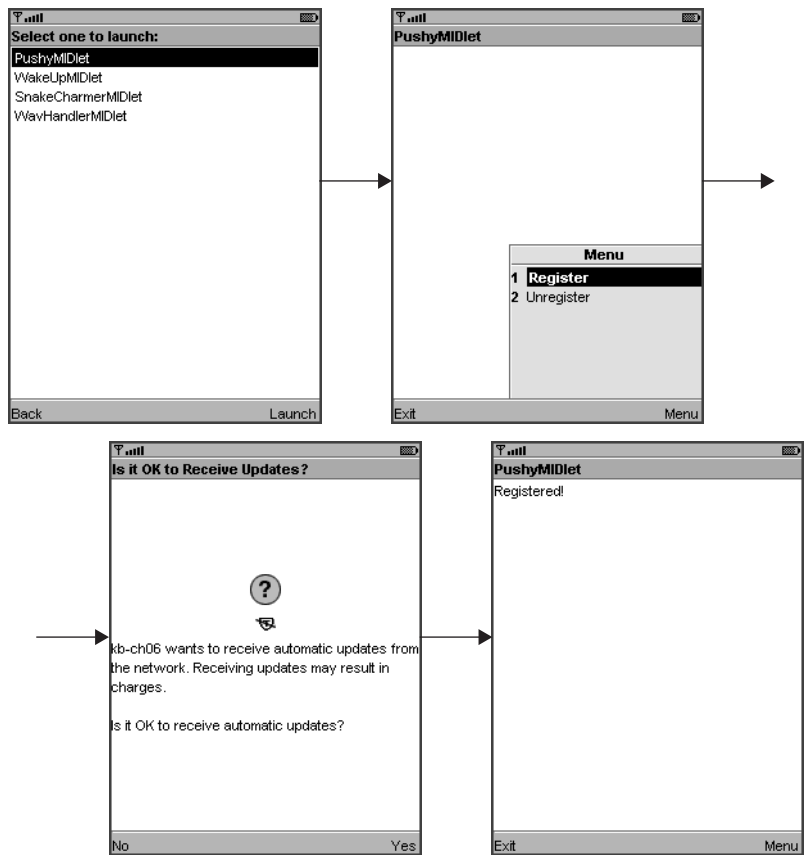 Select one to launch:
PushyMIDlet
WakeUpMIDlet
SnakeCharmerMIDlet
WavHandlerMIDlet
Back
Launch
PushyMIDlet
Menu
1 Register
2 Unregister
Exit
Menu
Is it OK to Receive Updates?
?
kb-ch06 wants to receive automatic updates from
the network. Receiving updates may result in
charges.
Is it OK to receive automatic updates?
No
Yes
PushyMIDlet
Registered!
Exit
Menu